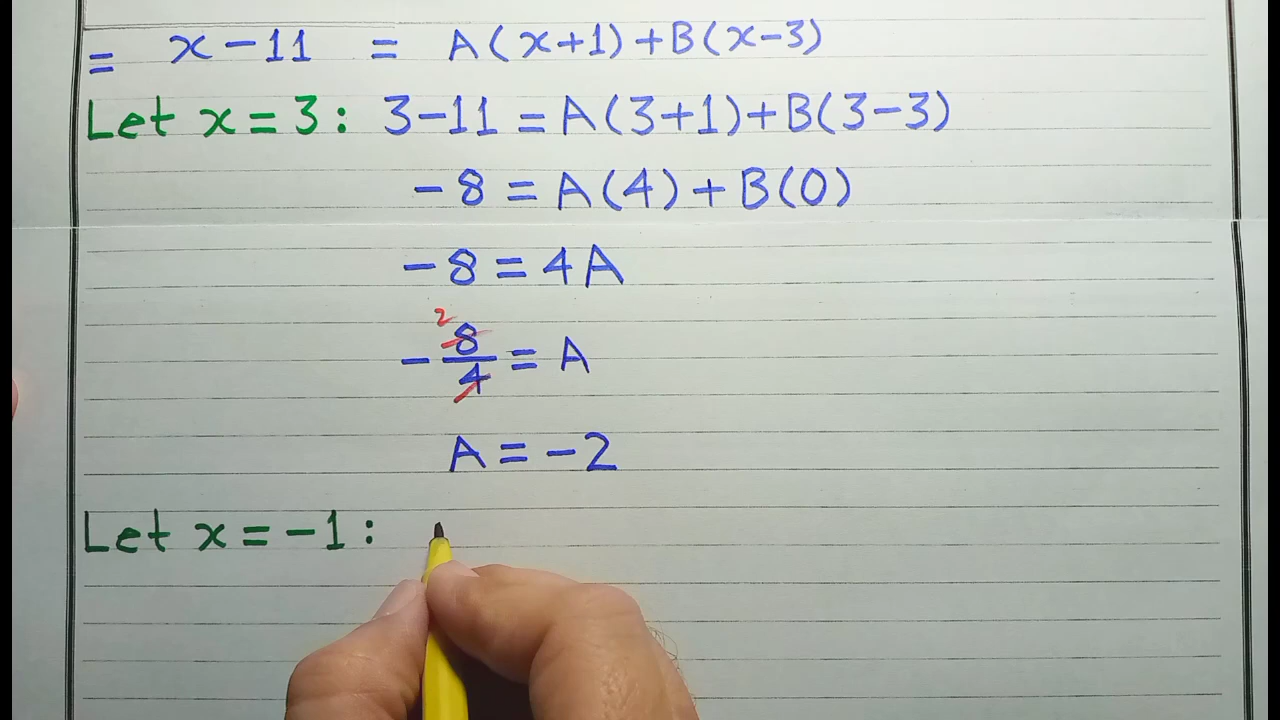 = x-11 = A(x+1)+B(x-3)
Let x=3: 3-11=A(3+1)+B(3-3)
-8=A(4)+B(0)
-8=4A
2
-8/4=A
A=-2
Let x=-1: